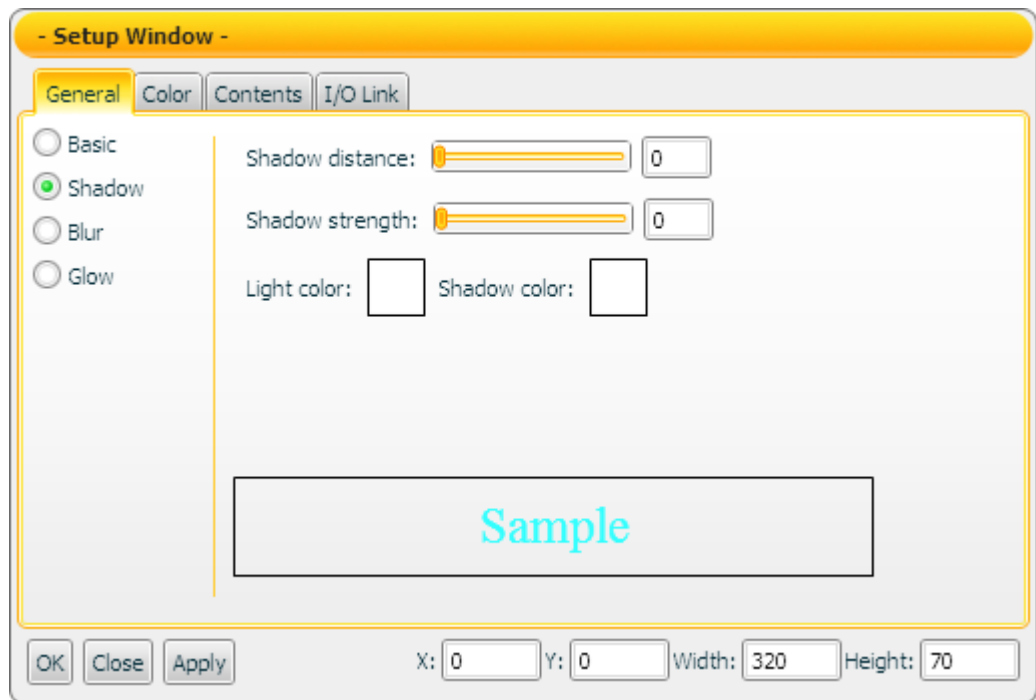 - Setup Window -
General Color Contents I/O Link
Basic
Shadow
Blur
Glow
Shadow distance: 0
Shadow strength: 0
Light color: Shadow color:
Sample
OK Close Apply X: 0 Y: 0 Width: 320 Height: 70